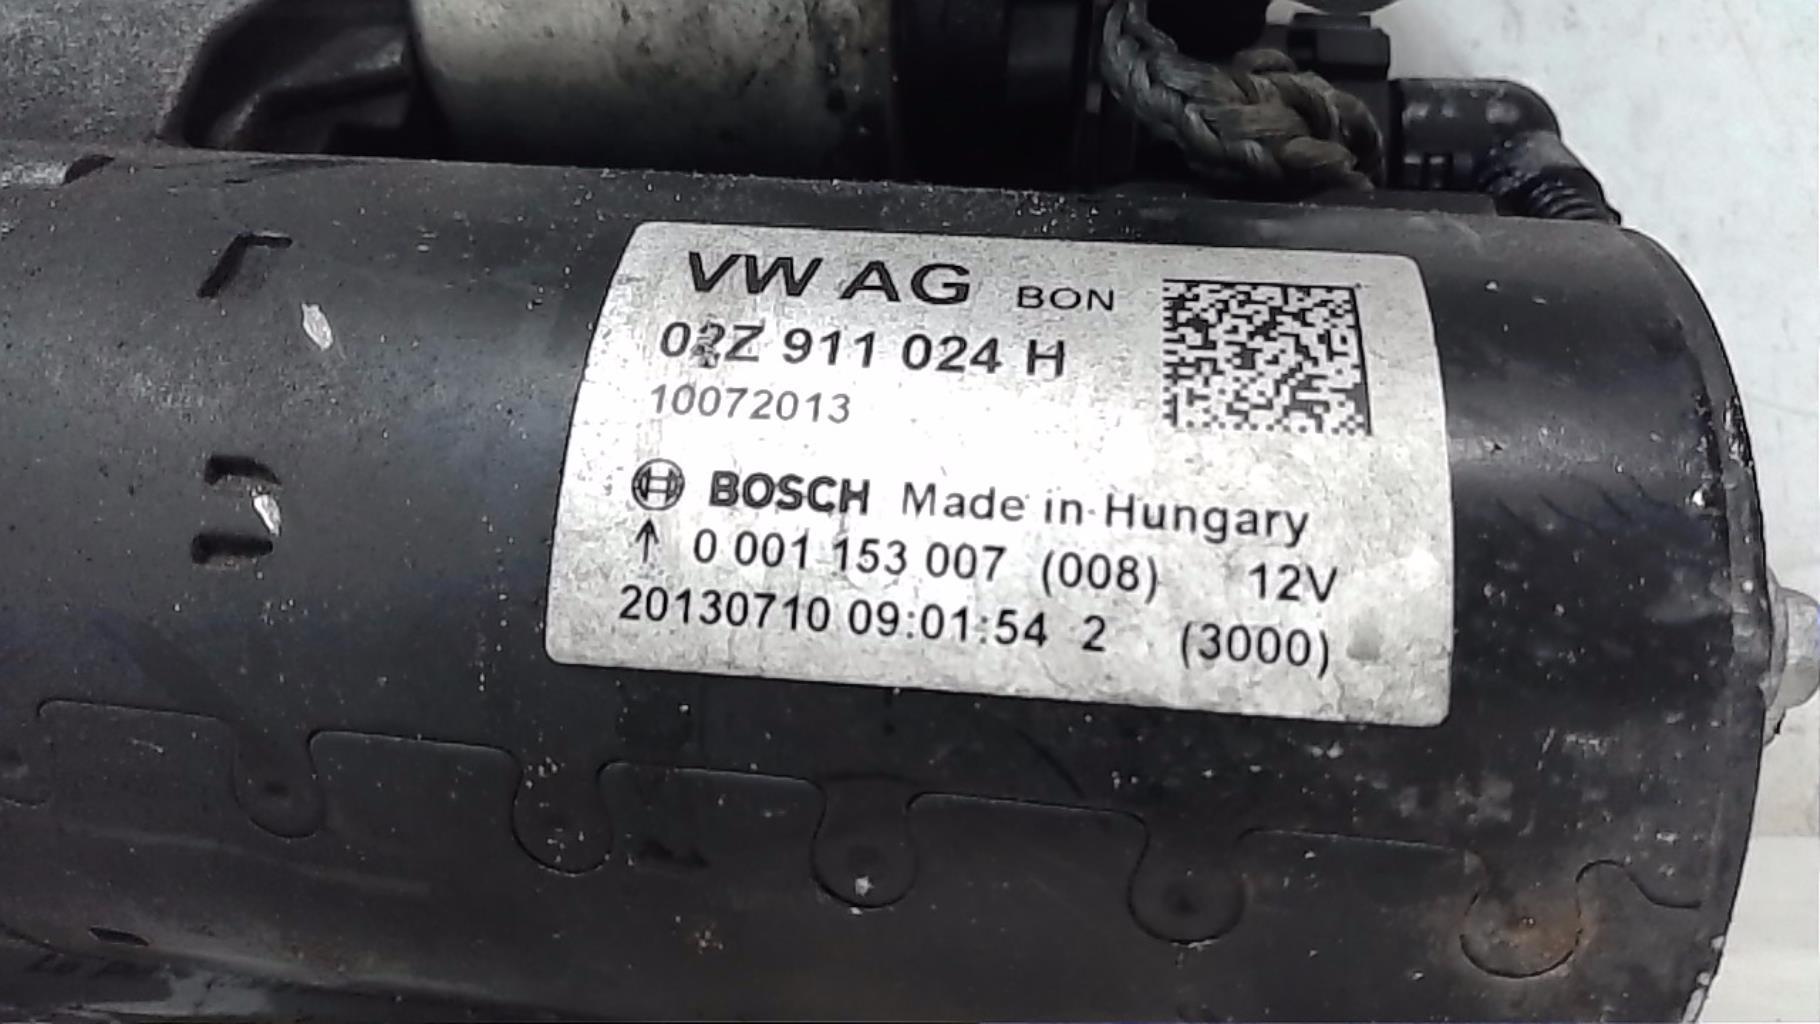 VW AG BON
02Z 911 024 H
10072013
BOSCH Made in Hungary
↑ 0 001 153 007 (008) 12V
20130710 09:01:54 2 (3000)